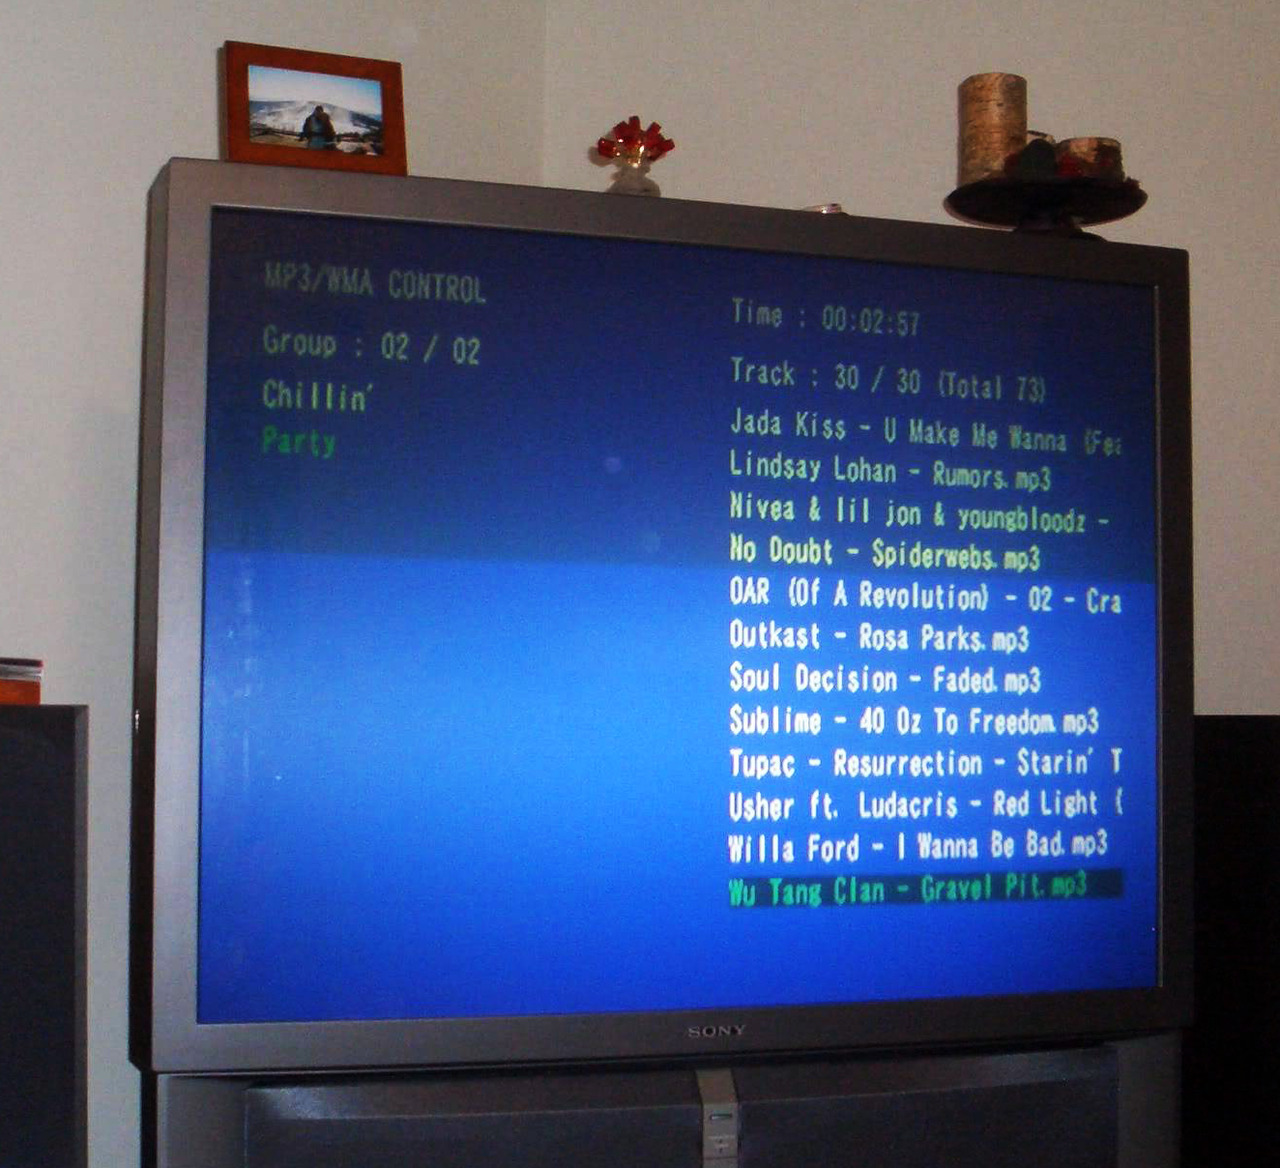 MP3/WMA CONTROL
Group : 02 / 02
Chillin'
Party
Time : 00:02:57
Track : 30 / 30 (Total 73)
Jada Kiss - U Make Me Wanna (Fea
Lindsay Lohan - Rumors.mp3
Nivea & lil jon & youngbloodz -
No Doubt - Spiderwebs.mp3
OAR (Of A Revolution) - 02 - Cra
Outkast - Rosa Parks.mp3
Soul Decision - Faded.mp3
Sublime - 40 Oz To Freedom.mp3
Tupac - Resurrection - Starin' T
Usher ft. Ludacris - Red Light (
Willa Ford - I Wanna Be Bad.mp3
Wu Tang Clan - Gravel Pit.mp3
SONY